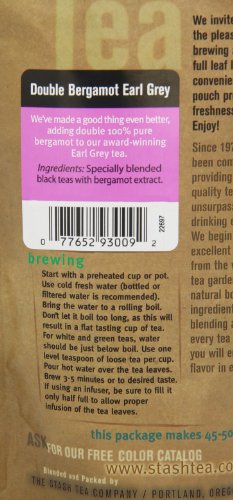 Tea
Double Bergamot Earl Grey
We've made a good thing even better,
adding double 100% pure
bergamot to our award-winning
Earl Grey tea.
Ingredients: Specially blended
black teas with bergamot extract.
22697
0 77652 93009 2
brewing
Start with a preheated cup or pot.
Use cold fresh water (bottled or
filtered water is recommended).
Bring the water to a rolling boil.
Don't let it boil too long, as this will
result in a flat tasting cup of tea.
For white and green teas, water
should be just below boil. Use one
level teaspoon of loose tea per cup.
Pour hot water over the tea leaves.
Brew 3-5 minutes or to desired taste.
If using an infuser, be sure to fill it
only half full to allow proper
infusion of the tea leaves.
We invite
the pleas
brewing
full leaf
convenie
pouch pr
freshness
Enjoy!
Since 197
been com
providing
quality te
unsurpass
drinking
We begin
excellent
from the
tea garde
natural bo
ingredien
blending
every tea
you will e
flavor in e
this package makes 45-50
ASK FOR OUR FREE COLOR CATALOG
www.stashtea.co
Blended and Packed by
THE STASH TEA COMPANY / PORTLAND, OREGO